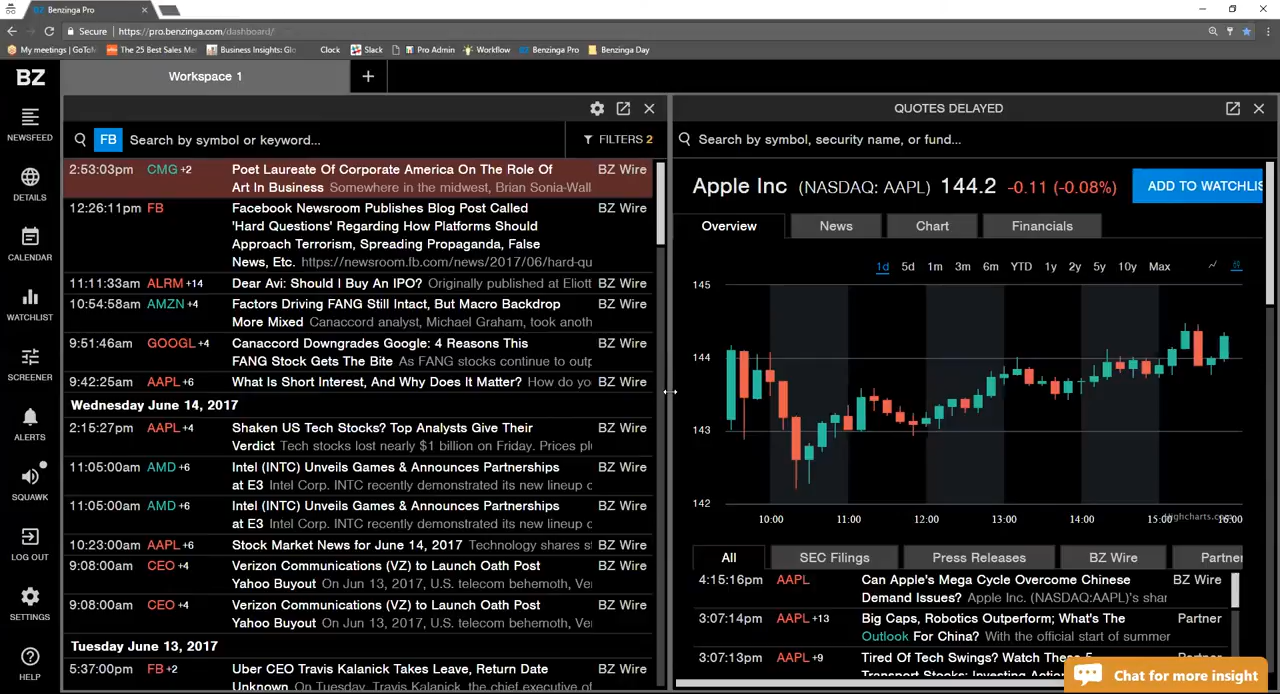 Benzinga Pro
Secure https://pro.benzinga.com/dashboard/
My meetings | GoToM The 25 Best Sales Mer Business Insights: Glo Clock Slack Pro Admin Workflow Benzinga Pro Benzinga Day
BZ
Workspace 1
+
NEWSFEED
DETAILS
CALENDAR
WATCHLIST
SCREENER
ALERTS
SQUAWK
LOG OUT
SETTINGS
HELP
FB Search by symbol or keyword... FILTERS 2
2:53:03pm CMG +2 Poet Laureate Of Corporate America On The Role Of BZ Wire
Art In Business Somewhere in the midwest, Brian Sonia-Wall
12:26:11pm FB Facebook Newsroom Publishes Blog Post Called BZ Wire
'Hard Questions' Regarding How Platforms Should
Approach Terrorism, Spreading Propaganda, False
News, Etc. https://newsroom.fb.com/news/2017/06/hard-qu
11:11:33am ALRM +14 Dear Avi: Should I Buy An IPO? Originally published at Eliott BZ Wire
10:54:58am AMZN +4 Factors Driving FANG Still Intact, But Macro Backdrop BZ Wire
More Mixed Canaccord analyst, Michael Graham, took anoth
9:51:46am GOOGL +4 Canaccord Downgrades Google: 4 Reasons This BZ Wire
FANG Stock Gets The Bite As FANG stocks continue to outp
9:42:25am AAPL +6 What Is Short Interest, And Why Does It Matter? How do yo BZ Wire
Wednesday June 14, 2017
2:15:27pm AAPL +4 Shaken US Tech Stocks? Top Analysts Give Their BZ Wire
Verdict Tech stocks lost nearly $1 billion on Friday. Prices pl
11:05:00am AMD +6 Intel (INTC) Unveils Games & Announces Partnerships BZ Wire
at E3 Intel Corp. INTC recently demonstrated its new lineup c
11:05:00am AMD +6 Intel (INTC) Unveils Games & Announces Partnerships BZ Wire
at E3 Intel Corp. INTC recently demonstrated its new lineup c
10:23:00am AAPL +6 Stock Market News for June 14, 2017 Technology shares s BZ Wire
9:08:00am CEO +4 Verizon Communications (VZ) to Launch Oath Post BZ Wire
Yahoo Buyout On Jun 13, 2017, U.S. telecom behemoth, Ver
9:08:00am CEO +4 Verizon Communications (VZ) to Launch Oath Post BZ Wire
Yahoo Buyout On Jun 13, 2017, U.S. telecom behemoth, Ver
Tuesday June 13, 2017
5:37:00pm FB +2 Uber CEO Travis Kalanick Takes Leave, Return Date BZ Wire
Unknown On Tuesday, Travis Kalanick, the chief executive of
QUOTES DELAYED
Search by symbol, security name, or fund...
Apple Inc (NASDAQ: AAPL) 144.2 -0.11 (-0.08%) ADD TO WATCHLIS
Overview News Chart Financials
1d 5d 1m 3m 6m YTD 1y 2y 5y 10y Max
145
144
143
142
10:00 11:00 12:00 13:00 14:00 15:00 16:00
All SEC Filings Press Releases BZ Wire Partner
4:15:16pm AAPL Can Apple's Mega Cycle Overcome Chinese BZ Wire
Demand Issues? Apple Inc. (NASDAQ:AAPL)'s shar
3:07:14pm AAPL +13 Big Caps, Robotics Outperform; What's The Partner
Outlook For China? With the official start of summer
3:07:13pm AAPL +9 Tired Of Tech Swings? Watch These 5
Transport Stocks: Investing Action
Chat for more insight